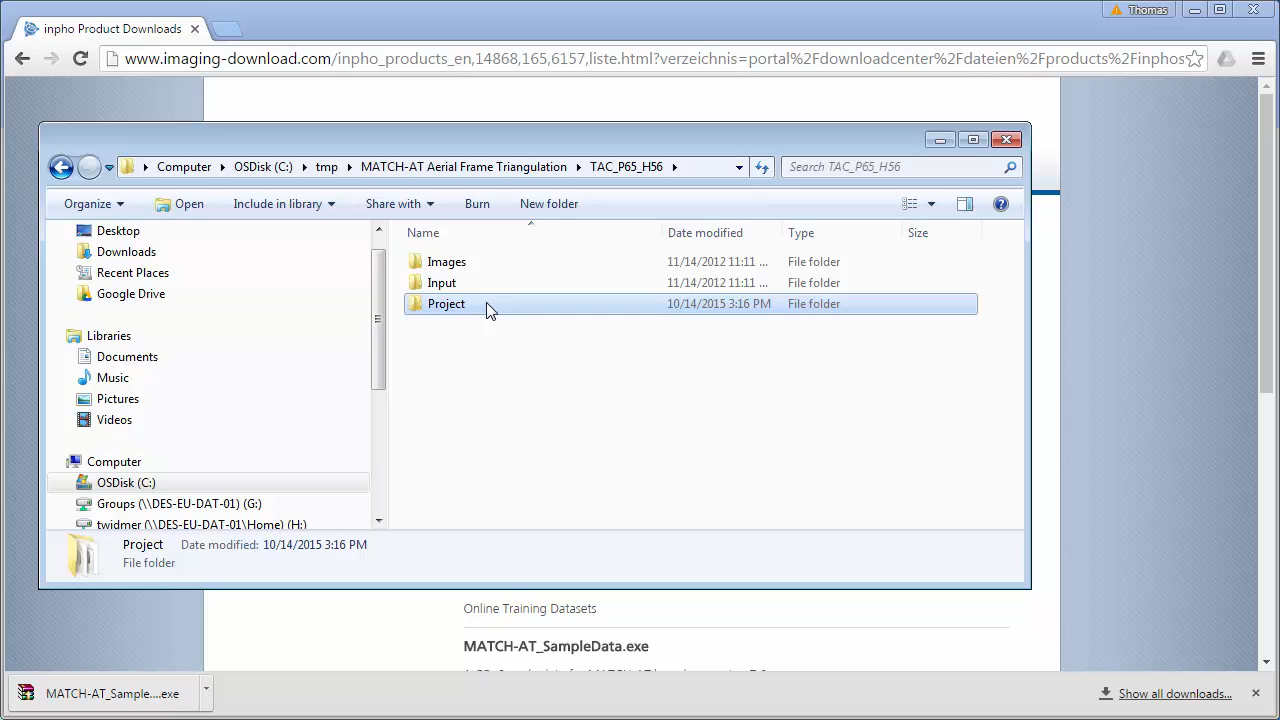 inpho Product Downloads
Thomas
www.imaging-download.com/inpho_products_en,14868,165,6157,liste.html?verzeichnis=portal%2Fdownloadcenter%2Fdateien%2Fproducts%2Finphos
Computer OSDisk (C:) tmp MATCH-AT Aerial Frame Triangulation TAC_P65_H56
Search TAC_P65_H56
Organize Open Include in library Share with Burn New folder
Name Date modified Type Size
Desktop
Downloads
Recent Places
Google Drive
Libraries
Documents
Music
Pictures
Videos
Computer
OSDisk (C:)
Groups (\\DES-EU-DAT-01) (G:)
twidmer (\\DES-EU-DAT-01\Home) (H:)
Images 11/14/2012 11:11 ... File folder
Input 11/14/2012 11:11 ... File folder
Project 10/14/2015 3:16 PM File folder
Project Date modified: 10/14/2015 3:16 PM
File folder
Online Training Datasets
MATCH-AT_SampleData.exe
MATCH-AT_Sample....exe
Show all downloads...